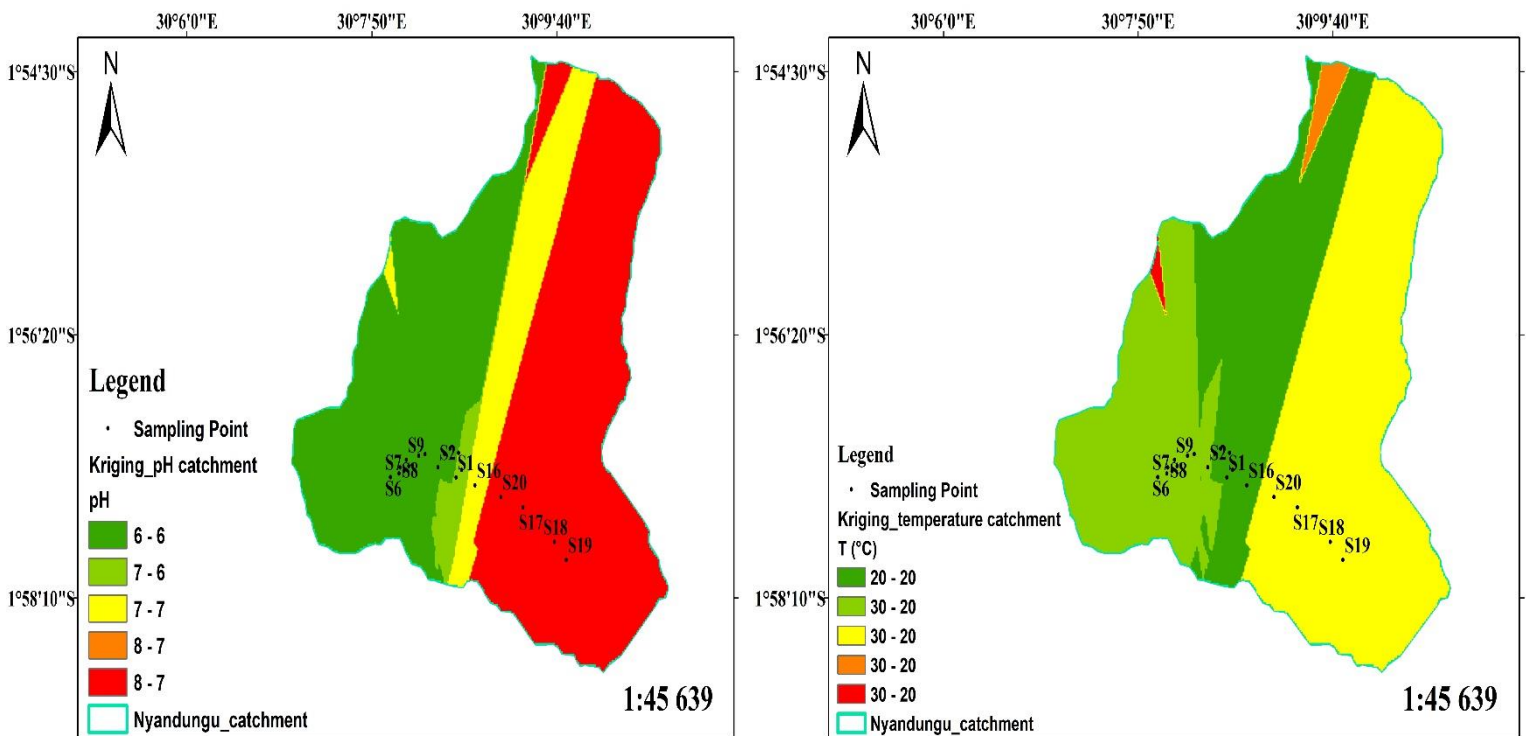 30°6'0"E 30°7'50"E 30°9'40"E
N
1°54'30"S
1°56'20"S
1°58'10"S
S9
S2
S7
S8
S1
S6
S16
S20
S17
S18
S19
Legend
Sampling Point
Kriging_pH catchment
pH
6 - 6
7 - 6
7 - 7
8 - 7
8 - 7
Nyandungu_catchment
1:45 639
30°6'0"E 30°7'50"E 30°9'40"E
N
1°54'30"S
1°56'20"S
1°58'10"S
S9
S2
S7
S8
S1
S6
S16
S20
S17
S18
S19
Legend
Sampling Point
Kriging_temperature catchment
T (°C)
20 - 20
30 - 20
30 - 20
30 - 20
30 - 20
Nyandungu_catchment
1:45 639